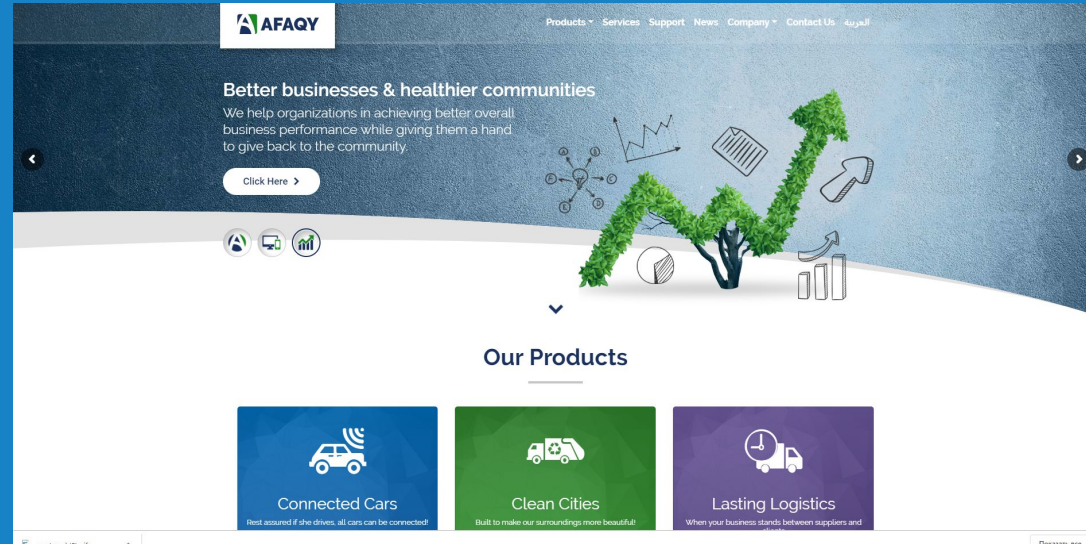 AFAQY
Products Services Support News Company Contact Us العربية
Better businesses & healthier communities
We help organizations in achieving better overall
business performance while giving them a hand
to give back to the community.
Click Here
A B
F C
E D
Our Products
Connected Cars
Rest assured if she drives, all cars can be connected!
Clean Cities
Built to make our surroundings more beautiful!
Lasting Logistics
When your business stands between suppliers and
clients